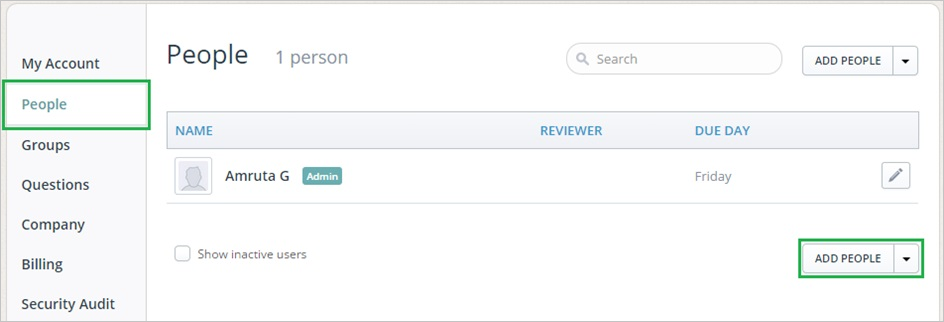 My Account
People
Groups
Questions
Company
Billing
Security Audit
People 1 person
Search
ADD PEOPLE
NAME REVIEWER DUE DAY
Amruta G Admin Friday
Show inactive users
ADD PEOPLE